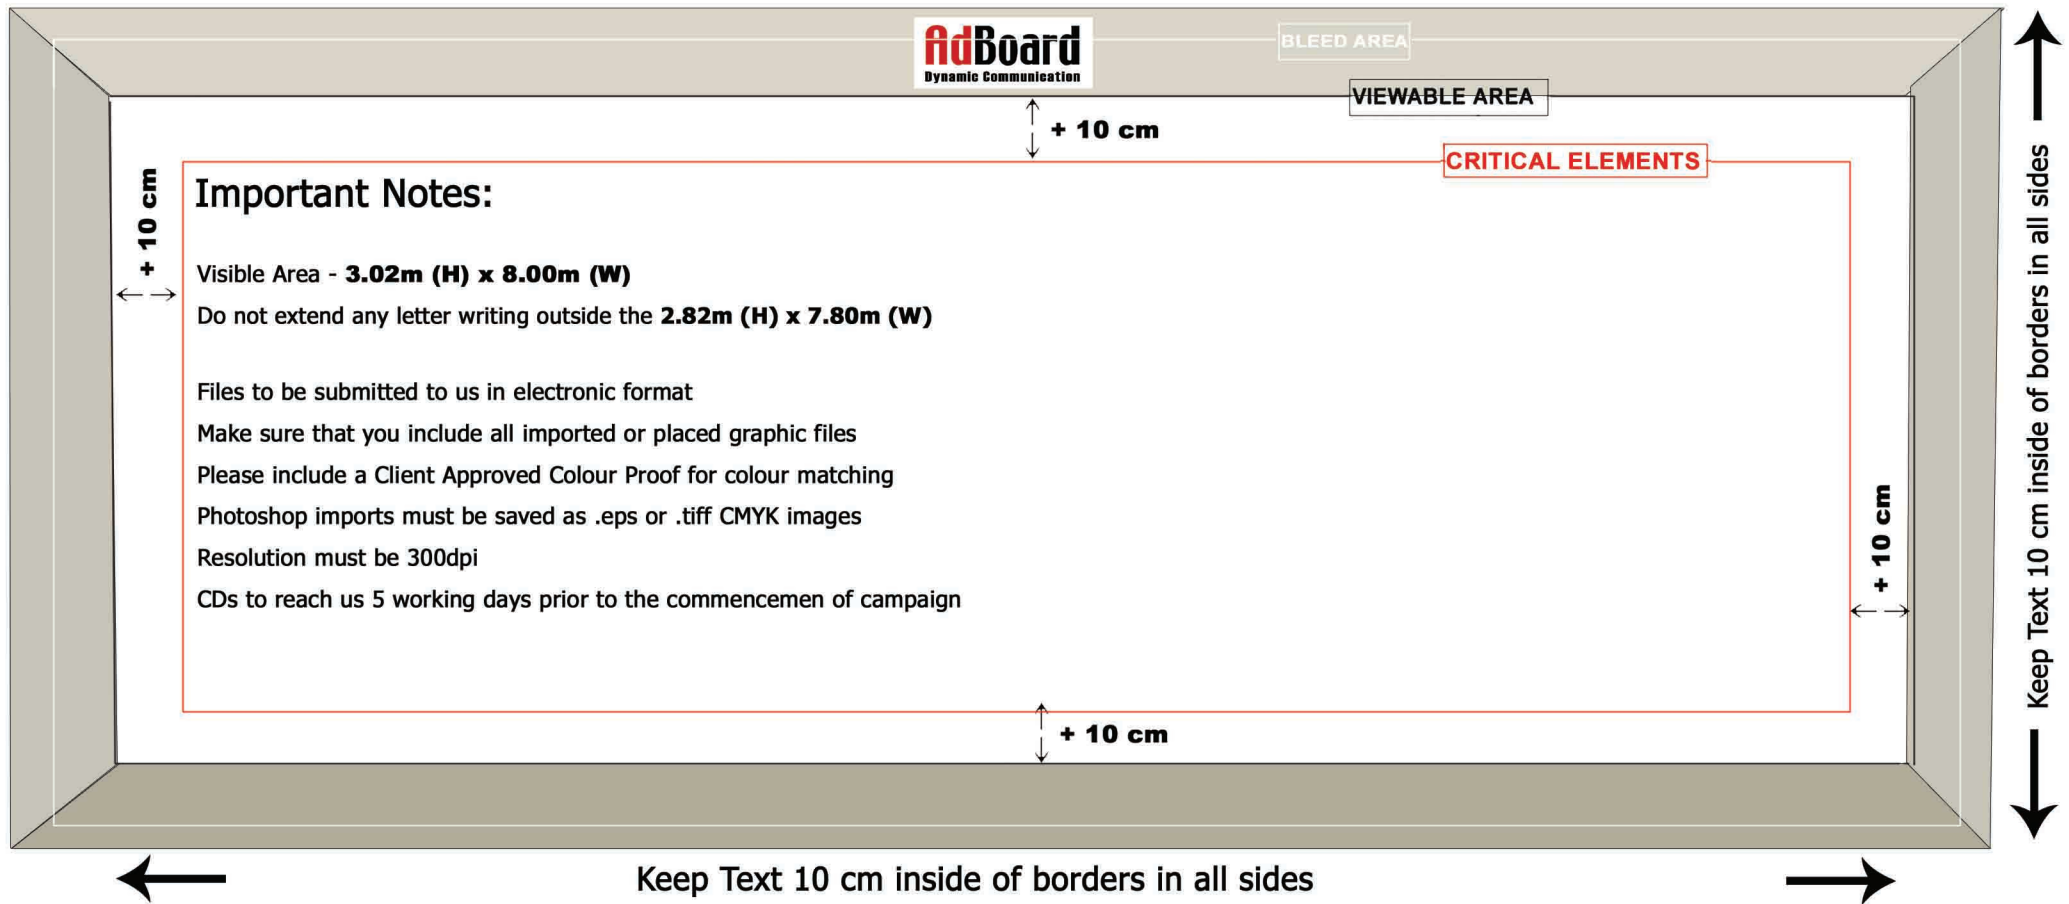 AdBoard
Dynamic Communication
BLEED AREA
VIEWABLE AREA
+ 10 cm
CRITICAL ELEMENTS
+ 10 cm
Important Notes:
Visible Area - 3.02m (H) x 8.00m (W)
Do not extend any letter writing outside the 2.82m (H) x 7.80m (W)
Files to be submitted to us in electronic format
Make sure that you include all imported or placed graphic files
Please include a Client Approved Colour Proof for colour matching
Photoshop imports must be saved as .eps or .tiff CMYK images
Resolution must be 300dpi
CDs to reach us 5 working days prior to the commencemen of campaign
+ 10 cm
+ 10 cm
Keep Text 10 cm inside of borders in all sides
Keep Text 10 cm inside of borders in all sides